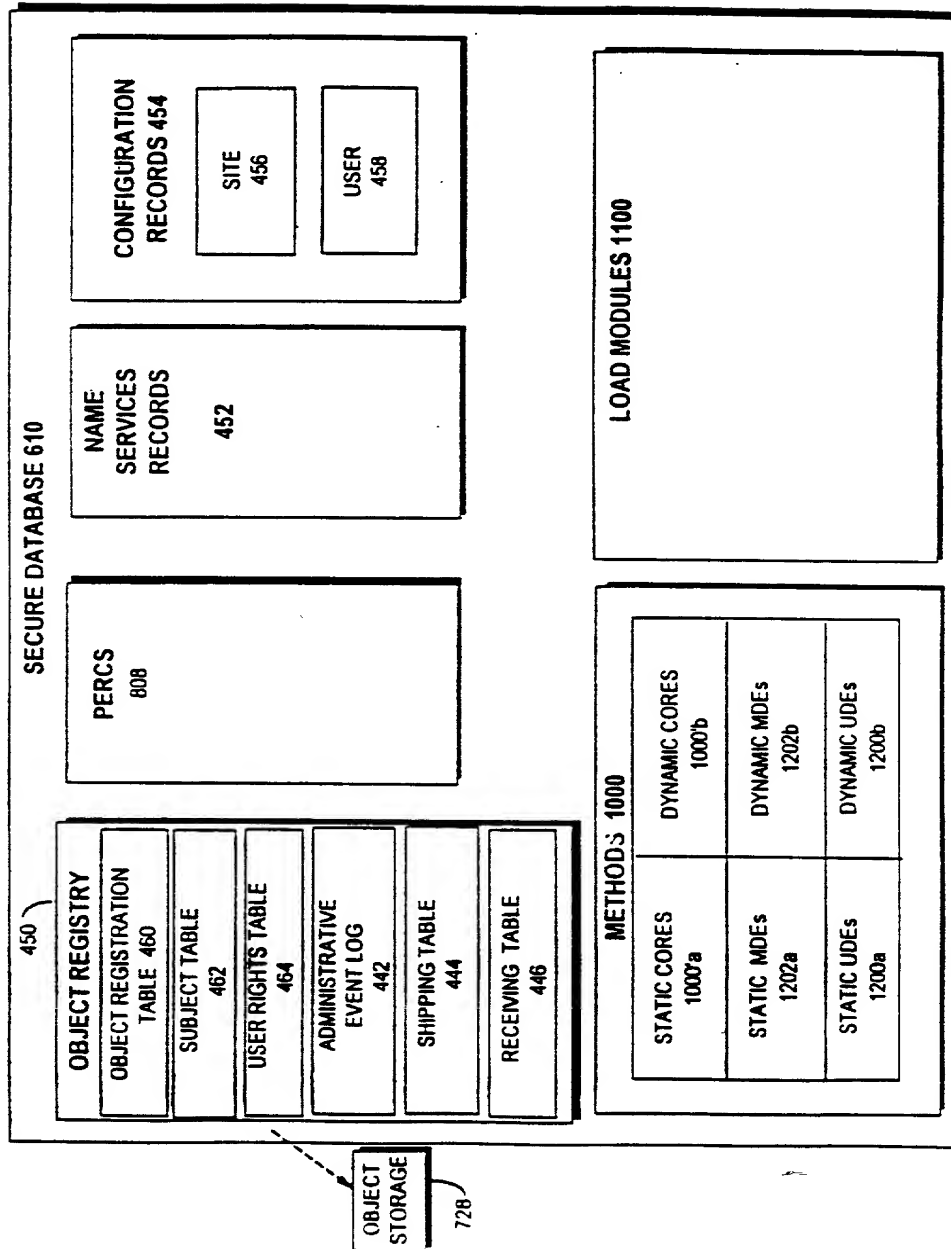 SECURE DATABASE 610
450
OBJECT REGISTRY
OBJECT REGISTRATION
TABLE 460
SUBJECT TABLE
462
USER RIGHTS TABLE
464
ADMINISTRATIVE
EVENT LOG
442
SHIPPING TABLE
444
RECEIVING TABLE
446
OBJECT
STORAGE
728
PERCS
808
NAME
SERVICES
RECORDS
452
CONFIGURATION
RECORDS 454
SITE
456
USER
458
METHODS 1000
STATIC CORES
1000'a
DYNAMIC CORES
1000'b
STATIC MDEs
1202a
DYNAMIC MDEs
1202b
STATIC UDEs
1200a
DYNAMIC UDEs
1200b
LOAD MODULES 1100